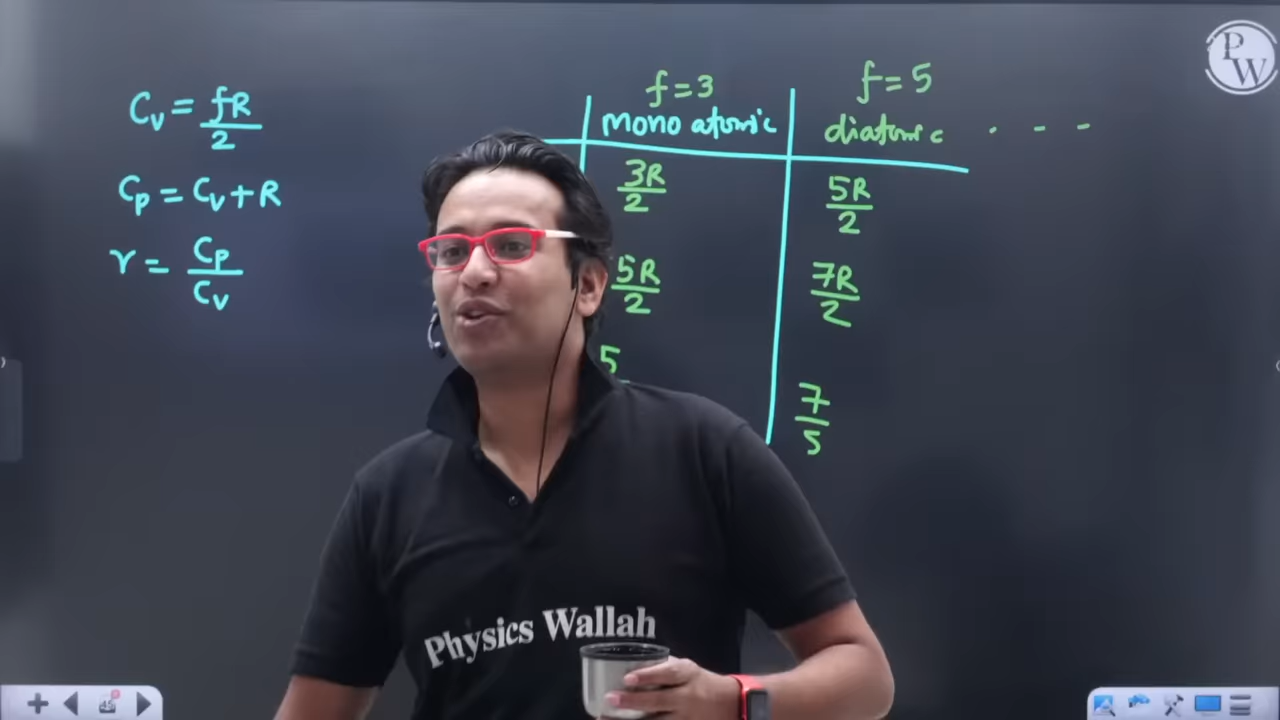 Cv = fR/2
Cp = Cv + R
γ = Cp/Cv
f = 3
mono atomic
3R/2
5R/2
5
f = 5
diatomic . - -
5R/2
7R/2
7/5
PW
Physics Wallah
45